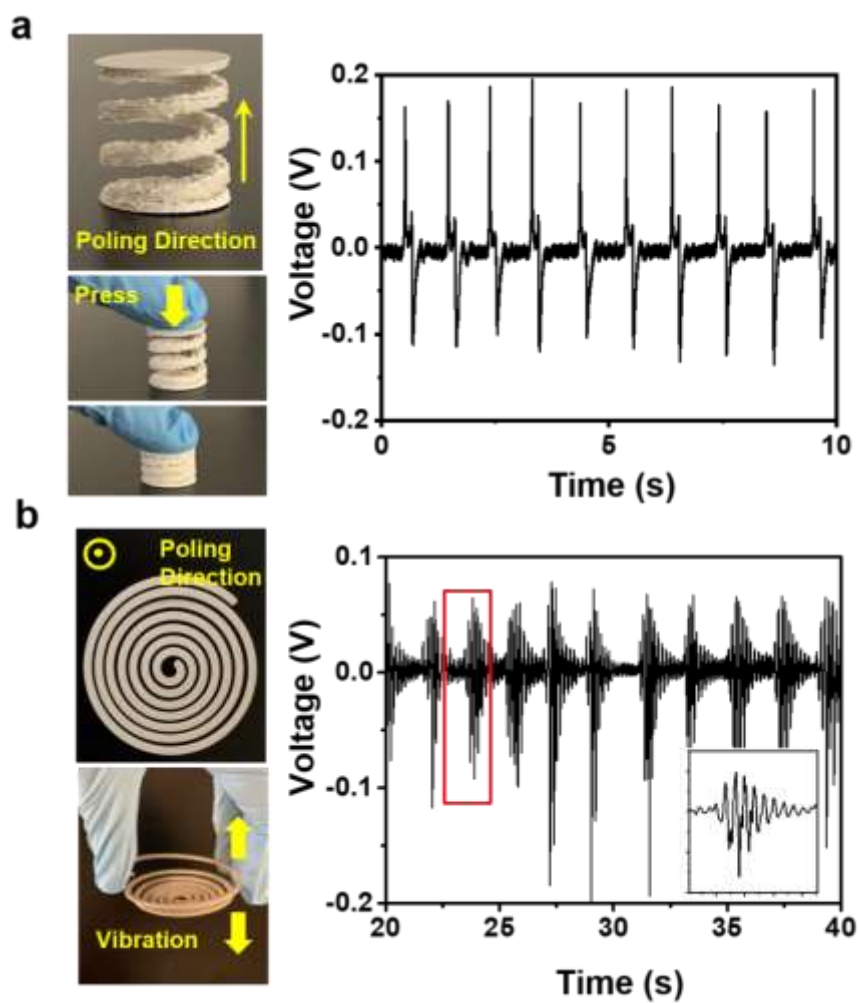 a
Poling Direction
Press
0.2
0.1
0.0
-0.1
-0.2
Voltage (V)
0
5
10
Time (s)
b
Poling
Direction
Vibration
0.1
0.0
-0.1
-0.2
Voltage (V)
20
25
30
35
40
Time (s)